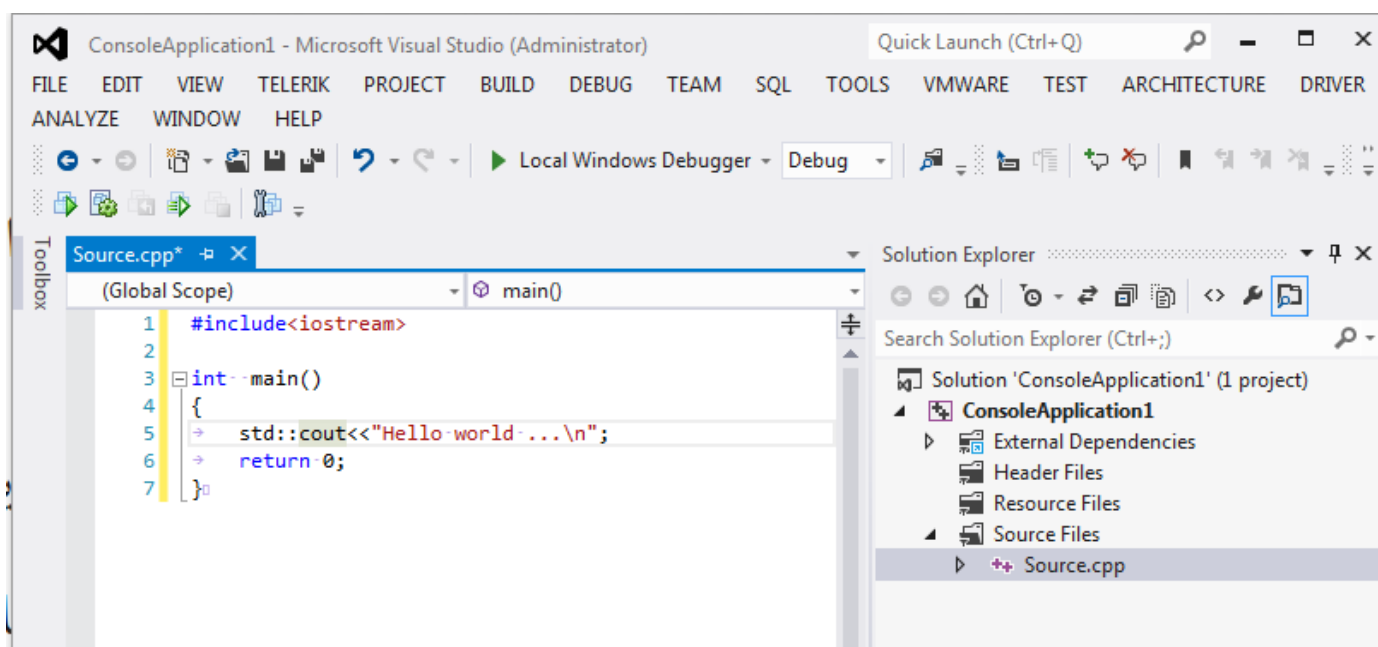 ConsoleApplication1 - Microsoft Visual Studio (Administrator)
Quick Launch (Ctrl+Q)
FILE EDIT VIEW TELERIK PROJECT BUILD DEBUG TEAM SQL TOOLS VMWARE TEST ARCHITECTURE DRIVER
ANALYZE WINDOW HELP
Local Windows Debugger Debug
Toolbox
Source.cpp*
(Global Scope) main()
1 #include<iostream>
2
3 int  main()
4 {
5 std::cout<<"Hello world ...\n";
6 return 0;
7 }
Solution Explorer
Search Solution Explorer (Ctrl+;)
Solution 'ConsoleApplication1' (1 project)
ConsoleApplication1
External Dependencies
Header Files
Resource Files
Source Files
Source.cpp